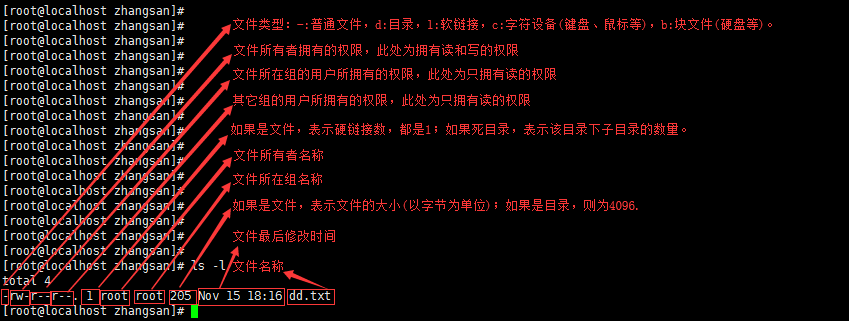 [root@localhost zhangsan]#
[root@localhost zhangsan]# 文件类型：-:普通文件，d:目录，l:软链接，c:字符设备(键盘、鼠标等)，b:块文件(硬盘等)。
[root@localhost zhangsan]#
[root@localhost zhangsan]# 文件所有者拥有的权限，此处为拥有读和写的权限
[root@localhost zhangsan]#
[root@localhost zhangsan]# 文件所在组的用户所拥有的权限，此处为只拥有读的权限
[root@localhost zhangsan]#
[root@localhost zhangsan]# 其它组的用户所拥有的权限，此处为只拥有读的权限
[root@localhost zhangsan]#
[root@localhost zhangsan]# 如果是文件，表示硬链接数，都是1；如果死目录，表示该目录下子目录的数量。
[root@localhost zhangsan]#
[root@localhost zhangsan]# 文件所有者名称
[root@localhost zhangsan]#
[root@localhost zhangsan]# 文件所在组名称
[root@localhost zhangsan]# 如果是文件，表示文件的大小(以字节为单位)；如果是目录，则为4096.
[root@localhost zhangsan]#
[root@localhost zhangsan]# 文件最后修改时间
[root@localhost zhangsan]# ls -l 文件名称
total 4
-rw-r--r--. 1 root root 205 Nov 15 18:16 dd.txt
[root@localhost zhangsan]#